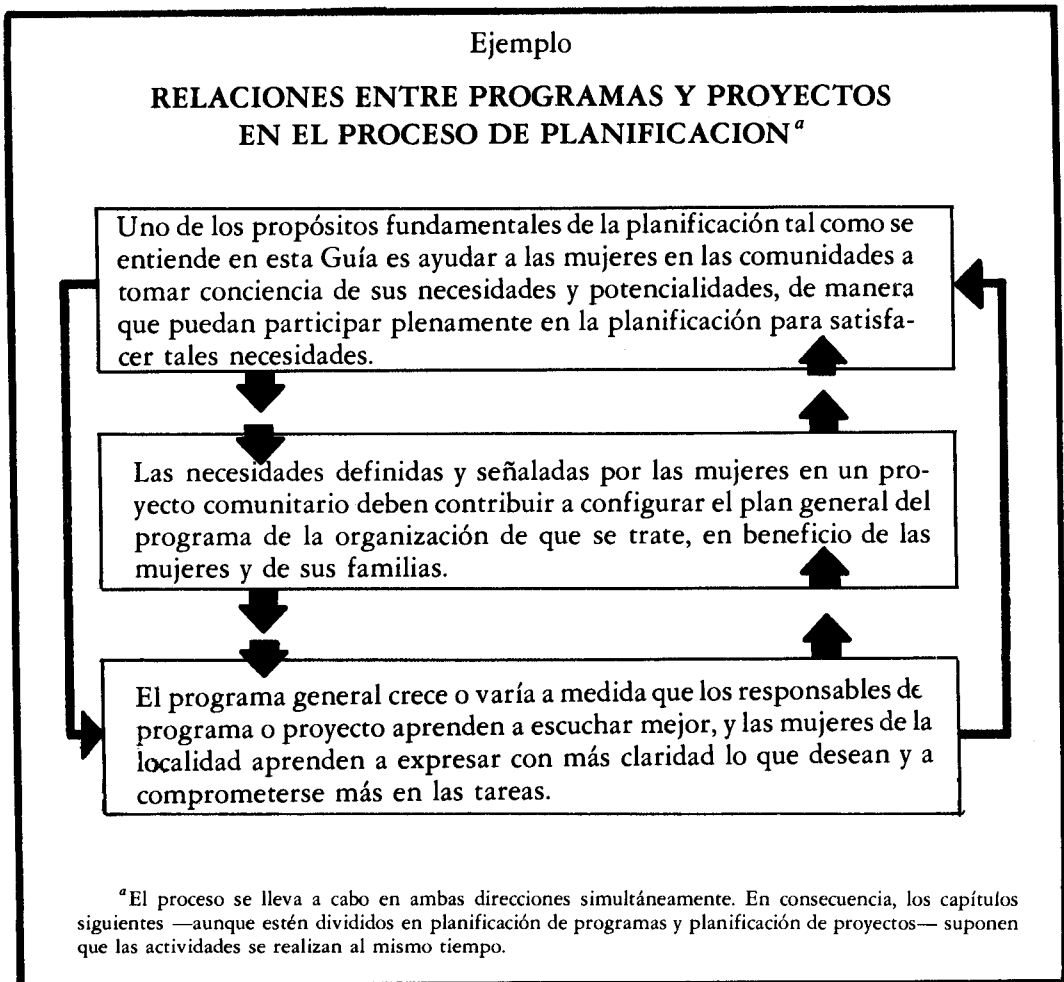 Ejemplo
RELACIONES ENTRE PROGRAMAS Y PROYECTOS
EN EL PROCESO DE PLANIFICACION^a
Uno de los propósitos fundamentales de la planificación tal como se
entiende en esta Guía es ayudar a las mujeres en las comunidades a
tomar conciencia de sus necesidades y potencialidades, de manera
que puedan participar plenamente en la planificación para satisfa-
cer tales necesidades.
Las necesidades definidas y señaladas por las mujeres en un pro-
yecto comunitario deben contribuir a configurar el plan general del
programa de la organización de que se trate, en beneficio de las
mujeres y de sus familias.
El programa general crece o varía a medida que los responsables de
programa o proyecto aprenden a escuchar mejor, y las mujeres de la
localidad aprenden a expresar con más claridad lo que desean y a
comprometerse más en las tareas.
^aEl proceso se lleva a cabo en ambas direcciones simultáneamente. En consecuencia, los capítulos
siguientes —aunque estén divididos en planificación de programas y planificación de proyectos— suponen
que las actividades se realizan al mismo tiempo.